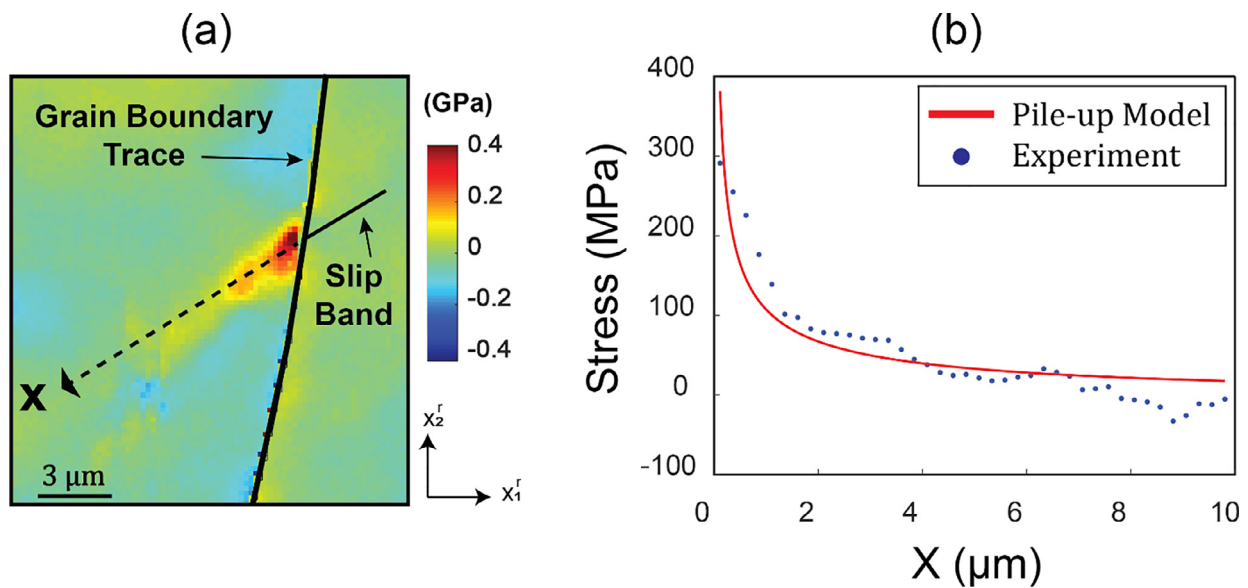 (a)
Grain Boundary
Trace
Slip
Band
X
3 μm
(GPa)
0.4
0.2
0
-0.2
-0.4
x₂ʳ
x₁ʳ
(b)
Stress (MPa)
400
300
200
100
0
-100
Pile-up Model
Experiment
0 2 4 6 8 10
X (μm)